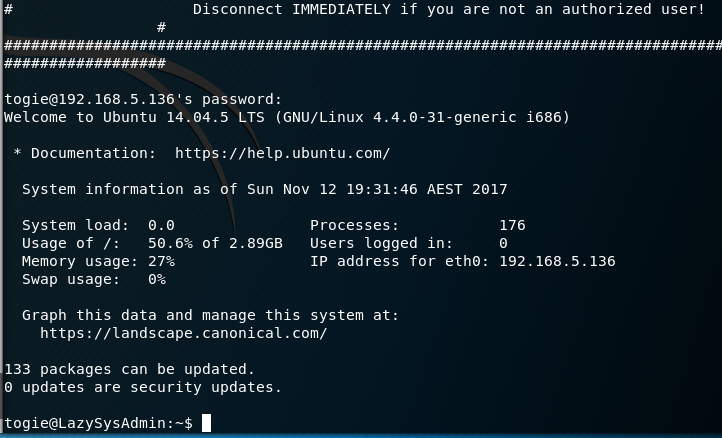 #                    Disconnect IMMEDIATELY if you are not an authorized user!
                 #
################################################################################
##################
togie@192.168.5.136's password:
Welcome to Ubuntu 14.04.5 LTS (GNU/Linux 4.4.0-31-generic i686)
 * Documentation:  https://help.ubuntu.com/
  System information as of Sun Nov 12 19:31:46 AEST 2017
  System load:  0.0               Processes:           176
  Usage of /:   50.6% of 2.89GB   Users logged in:     0
  Memory usage: 27%               IP address for eth0: 192.168.5.136
  Swap usage:   0%
  Graph this data and manage this system at:
    https://landscape.canonical.com/
133 packages can be updated.
0 updates are security updates.
togie@LazySysAdmin:~$